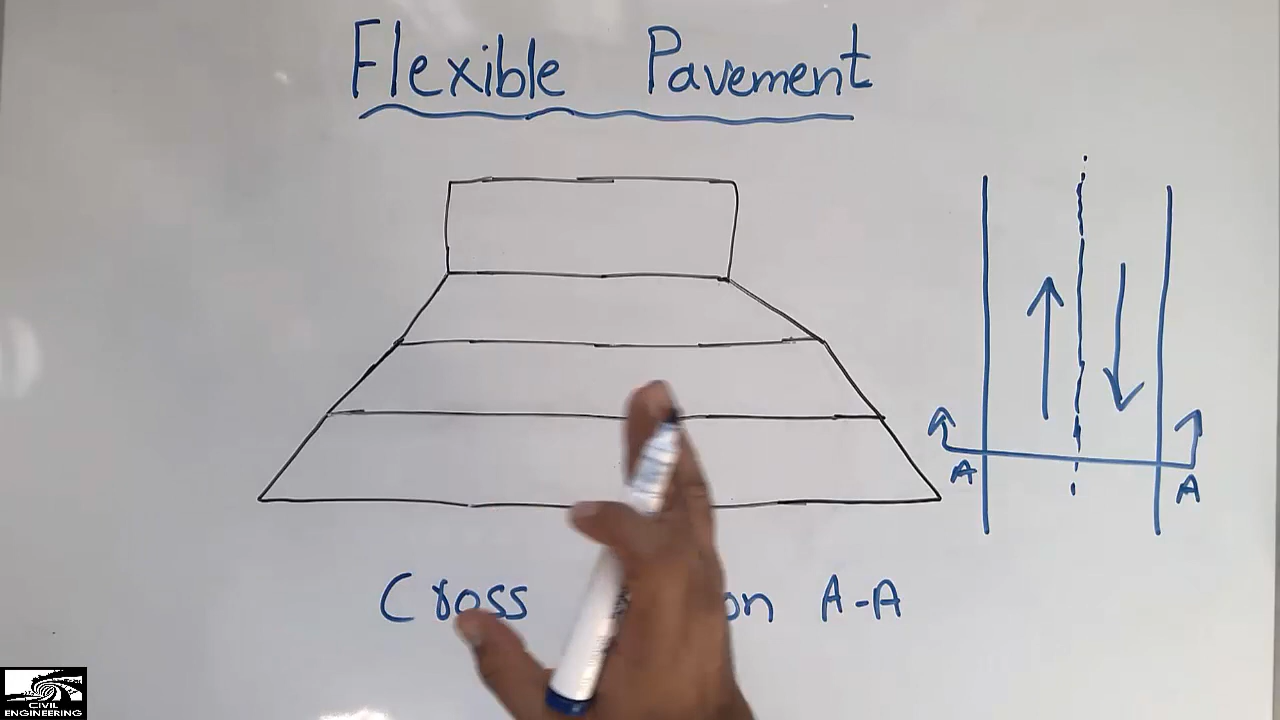 Flexible Pavement
A A
Cross on A-A
CIVIL
ENGINEERING